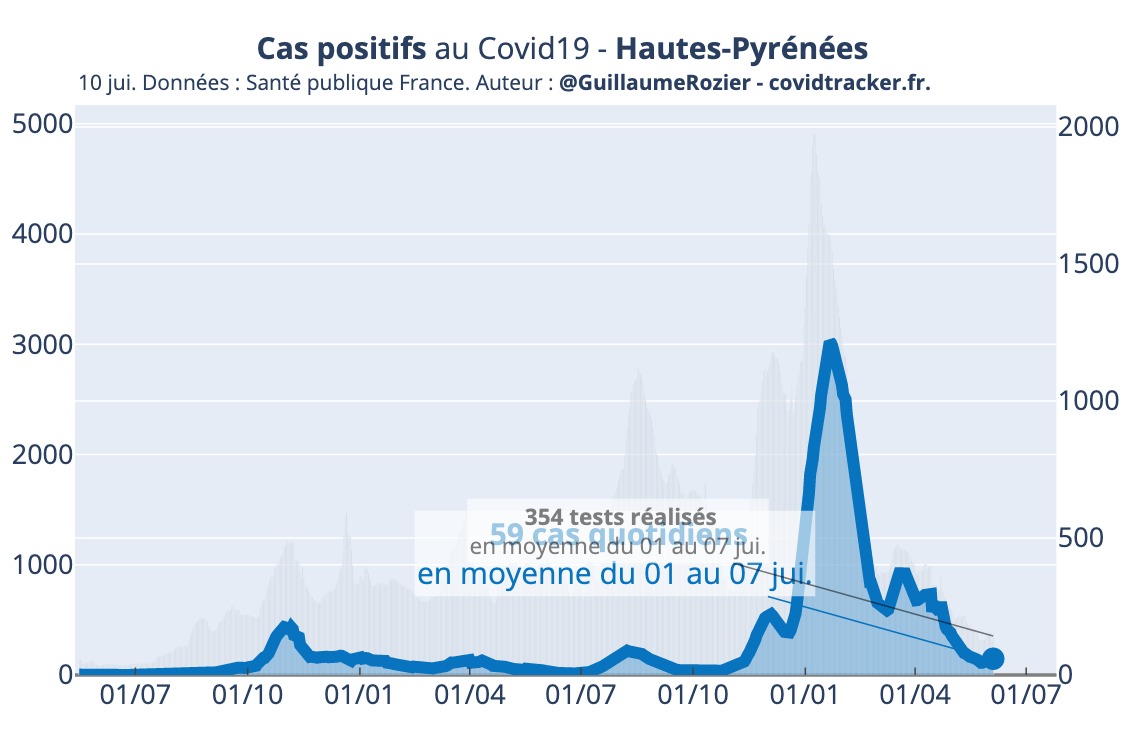 Cas positifs au Covid19 - Hautes-Pyrénées
10 jui. Données : Santé publique France. Auteur : @GuillaumeRozier - covidtracker.fr.
5000
2000
4000
1500
3000
1000
2000
354 tests réalisés
59 cas quotidiens
500
en moyenne du 01 au 07 jui.
1000
en moyenne du 01 au 07 jui.
0
0
01/07 01/10 01/01 01/04 01/07 01/10 01/01 01/04 01/07